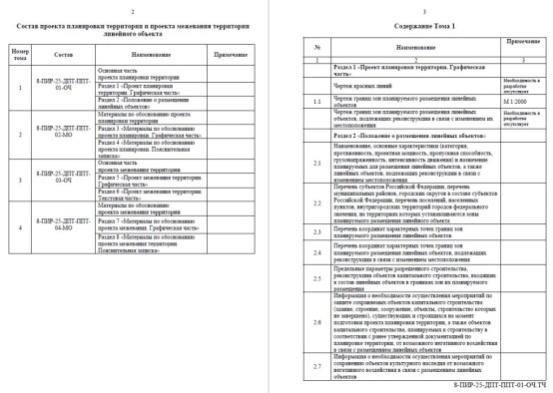 2
Состав проекта планировки территории и проекта межевания территории
линейного объекта
Номер тома
Состав
Наименование
Примечание
1
8-ПИР-25-ДПТ-ППТ-
01-ОЧ
Основная часть
проекта планировки территории
Раздел 1 «Проект планировки
территории. Графическая часть»
Раздел 2 «Положение о размещении
линейных объектов»
2
8-ПИР-25-ДПТ-ППТ-
02-МО
Материалы по обоснованию проекта
планировки территории
Раздел 3 «Материалы по обоснованию
проекта планировки. Графическая часть»
Раздел 4 «Материалы по обоснованию
проекта планировки. Пояснительная
записка»
3
8-ПИР-25-ДПТ-ППТ-
03-ОЧ
Основная часть
проекта межевания территории
Раздел 5 «Проект межевания территории
Графическая часть»
Раздел 6 «Проект межевания территории
Текстовая часть»
4
8-ПИР-25-ДПТ-ППТ-
04-МО
Материалы по обоснованию
проекта межевания территории
Раздел 7 «Материалы по обоснованию
проекта межевания. Графическая часть»
Раздел 8 «Материалы по обоснованию
проекта межевания территории
Пояснительная записка»
3
Содержание Тома 1
№
Наименование
Примечание
1
2
3
Раздел 1 «Проект планировки территории. Графическая
часть»
Чертеж красных линий
Необходимость в
разработке
отсутствует
1.1
Чертеж границ зон планируемого размещения линейных
объектов
М 1:2000
Чертеж границ зон планируемого размещения линейных
объектов, подлежащих реконструкции в связи с изменением их
местоположения
Необходимость в
разработке
отсутствует
Раздел 2 «Положение о размещении линейных объектов»
2.1
Наименование, основные характеристики (категория,
протяженность, проектная мощность, пропускная способность,
грузонапряженность, интенсивность движения) и назначение
планируемых для размещения линейных объектов, а также
линейных объектов, подлежащих реконструкции в связи с
изменением местоположения
2.2
Перечень субъектов Российской Федерации, перечень
муниципальных районов, городских округов в составе субъектов
Российской Федерации, перечень поселений, населенных
пунктов, внутригородских территорий городов федерального
значения, на территориях которых устанавливаются зоны
планируемого размещения линейного объекта
2.3
Перечень координат характерных точек границ зон
планируемого размещения линейных объектов
2.4
Перечень координат характерных точек границ зон
планируемого размещения линейных объектов, подлежащих
реконструкции в связи с изменением местоположения
2.5
Предельные параметры разрешенного строительства,
реконструкции объектов капитального строительства, входящих
в состав линейных объектов в границах зон их планируемого
размещения
2.6
Информация о необходимости осуществления мероприятий по
защите сохраняемых объектов капитального строительства
(здание, строение, сооружение, объекты, строительство которых
не завершено), существующих и строящихся на момент
подготовки проекта планировки территории, а также объектов
капитального строительства, планируемых к строительству в
соответствии с ранее утвержденной документацией по
планировке территории, от возможного негативного воздействия
в связи с размещением линейных объектов
2.7
Информация о необходимости осуществления мероприятий по
сохранению объектов культурного наследия от возможного
негативного воздействия в связи с размещением линейных
объектов
8-ПИР-25-ДПТ-ППТ-01-ОЧ.ТЧ